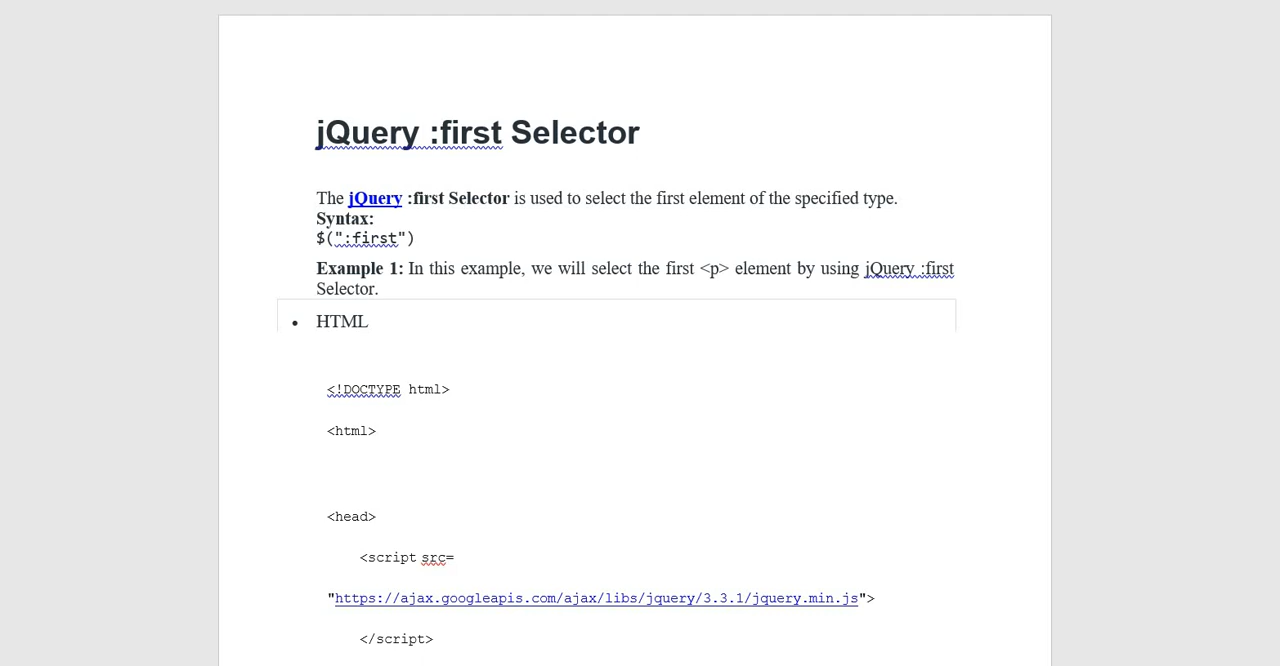 jQuery :first Selector
The jQuery :first Selector is used to select the first element of the specified type.
Syntax:
$(":first")
Example 1: In this example, we will select the first <p> element by using jQuery :first
Selector.
• HTML
<!DOCTYPE html>
<html>
<head>
<script src=
"https://ajax.googleapis.com/ajax/libs/jquery/3.3.1/jquery.min.js">
</script>